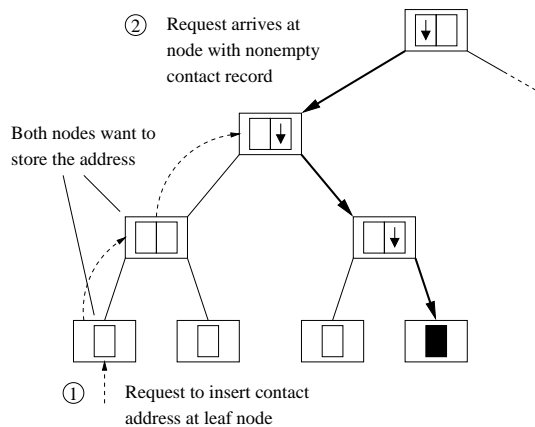 ② Request arrives at
node with nonempty
contact record
Both nodes want to
store the address
① Request to insert contact
address at leaf node